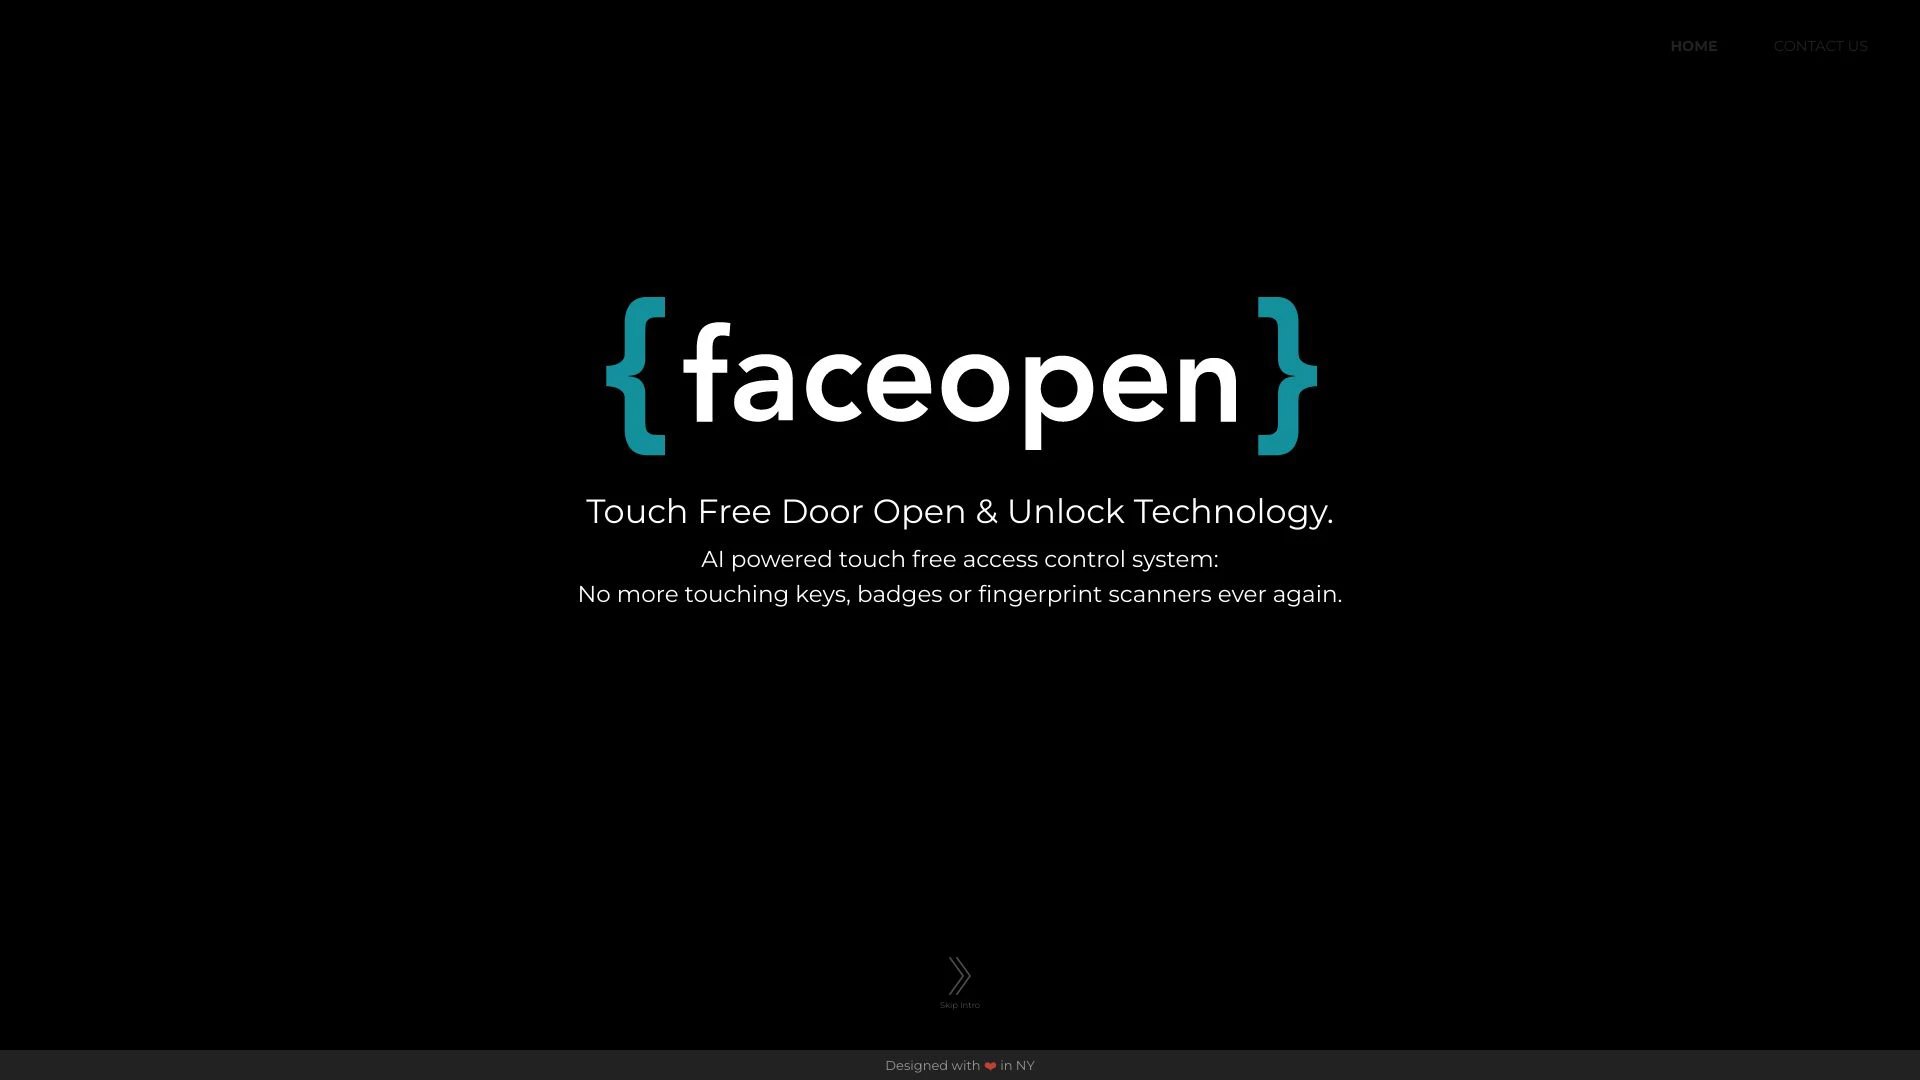 HOME
CONTACT US
{faceopen}
Touch Free Door Open & Unlock Technology.
AI powered touch free access control system:
No more touching keys, badges or fingerprint scanners ever again.
Skip Intro
Designed with ❤ in NY